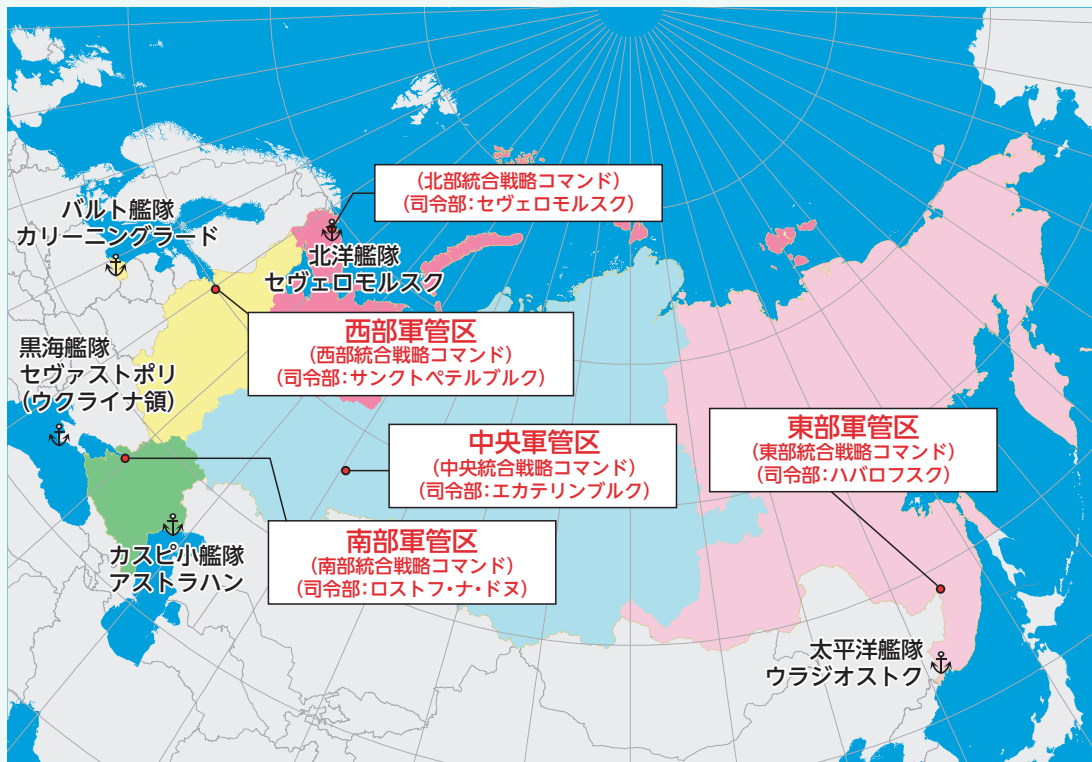 (北部統合戦略コマンド)
(司令部:セヴェロモルスク)
バルト艦隊
カリーニングラード
北洋艦隊
セヴェロモルスク
西部軍管区
(西部統合戦略コマンド)
(司令部:サンクトペテルブルク)
黒海艦隊
セヴァストポリ
(ウクライナ領)
中央軍管区
(中央統合戦略コマンド)
(司令部:エカテリンブルク)
東部軍管区
(東部統合戦略コマンド)
(司令部:ハバロフスク)
南部軍管区
(南部統合戦略コマンド)
(司令部:ロストフ・ナ・ドヌ)
カスピ小艦隊
アストラハン
太平洋艦隊
ウラジオストク